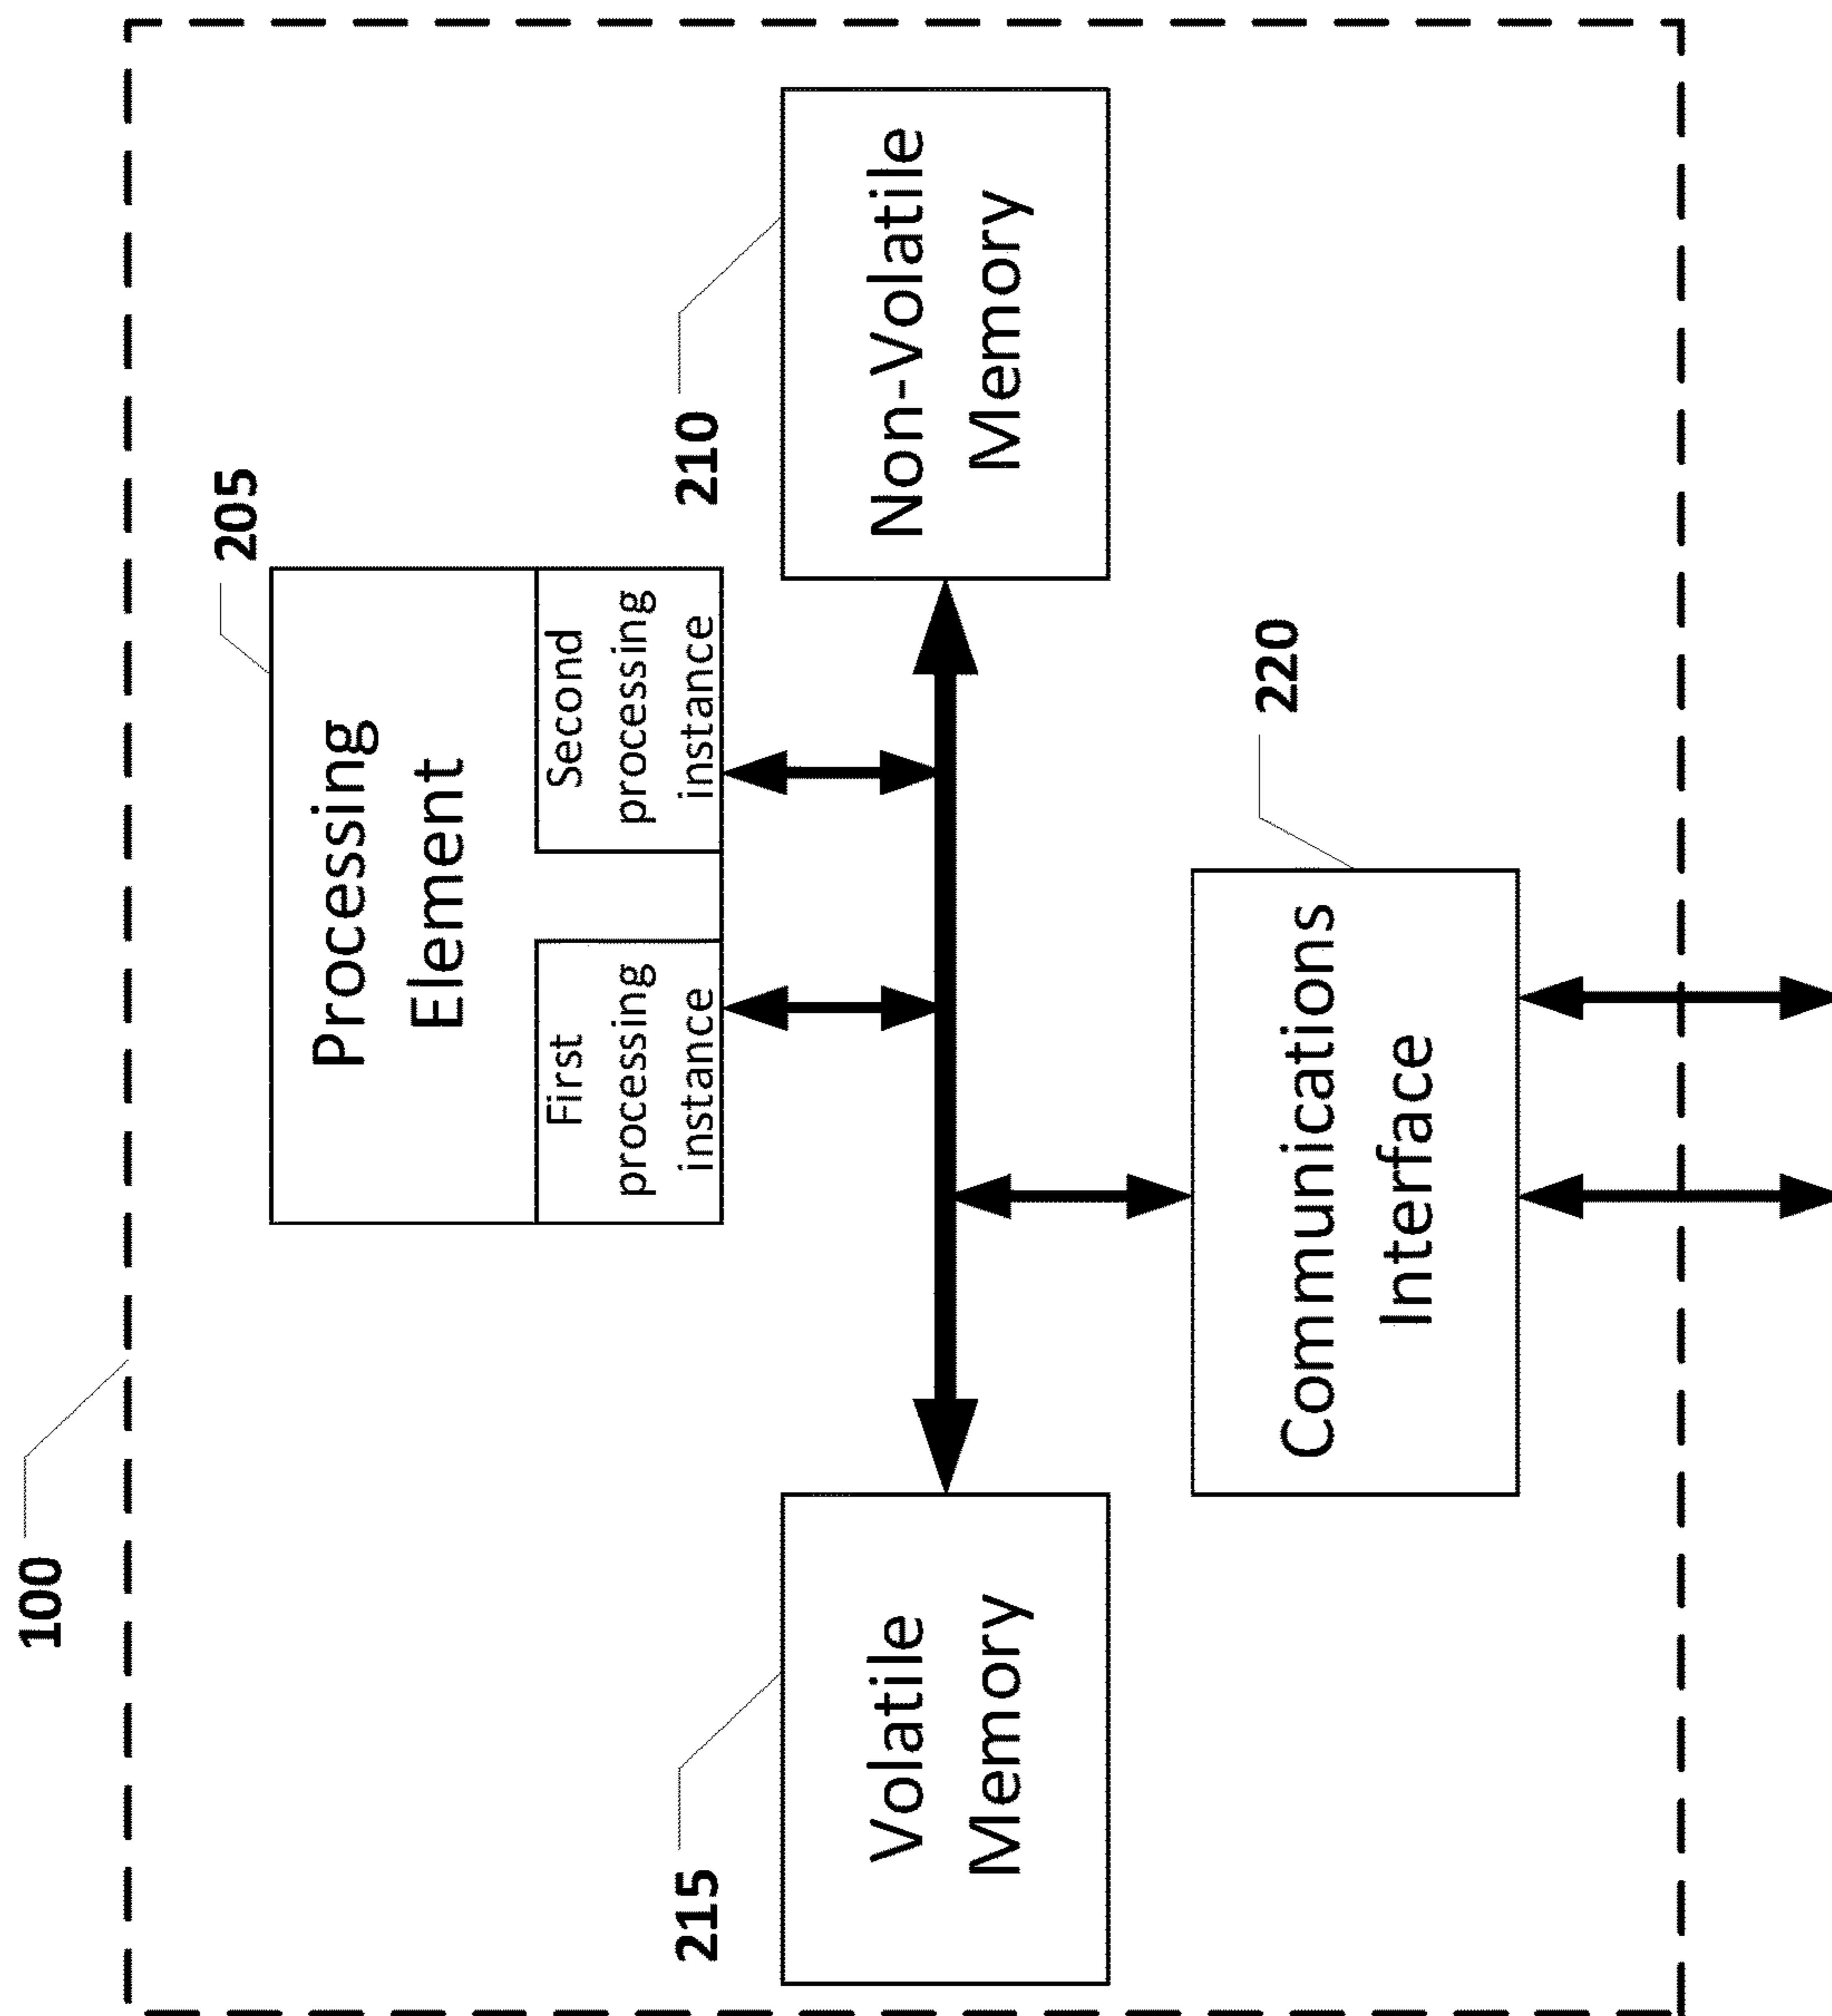 100
205
Processing
Element
First
processing
instance
Second
processing
instance
215
Volatile
Memory
210
Non-Volatile
Memory
220
Communications
Interface